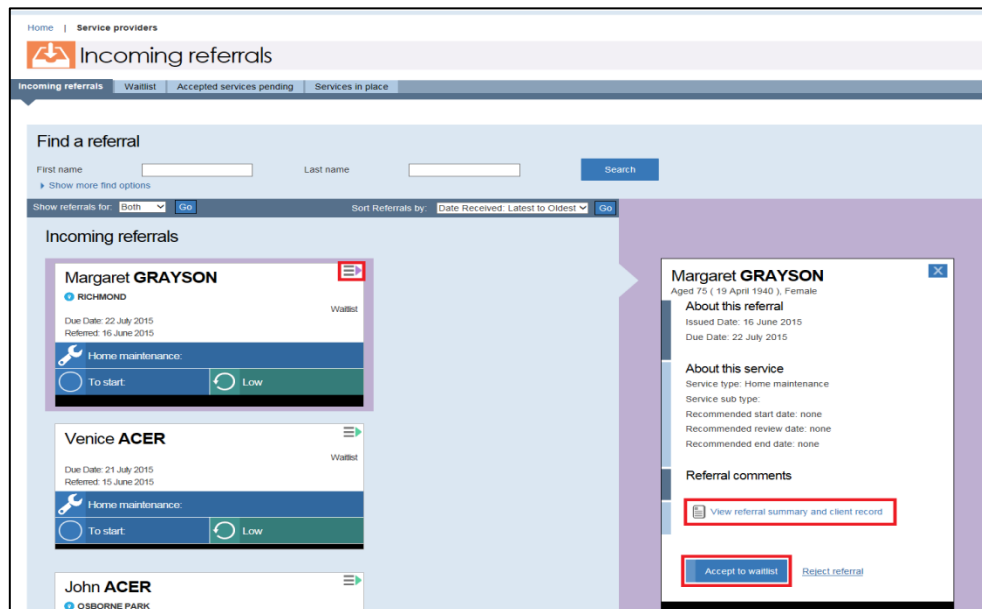 Home | Service providers
Incoming referrals
Incoming referrals Waitlist Accepted services pending Services in place
Find a referral
First name Last name Search
Show more find options
Show referrals for: Both Go Sort Referrals by: Date Received: Latest to Oldest Go
Incoming referrals
Margaret GRAYSON
RICHMOND
Waitlist
Due Date: 22 July 2015
Referred: 16 June 2015
Home maintenance:
To start: Low
Venice ACER
Waitlist
Due Date: 21 July 2015
Referred: 15 June 2015
Home maintenance:
To start: Low
John ACER
OSBORNE PARK
Margaret GRAYSON X
Aged 75 ( 19 April 1940 ), Female
About this referral
Issued Date: 16 June 2015
Due Date: 22 July 2015
About this service
Service type: Home maintenance
Service sub type:
Recommended start date: none
Recommended review date: none
Recommended end date: none
Referral comments
View referral summary and client record
Accept to waitlist Reject referral